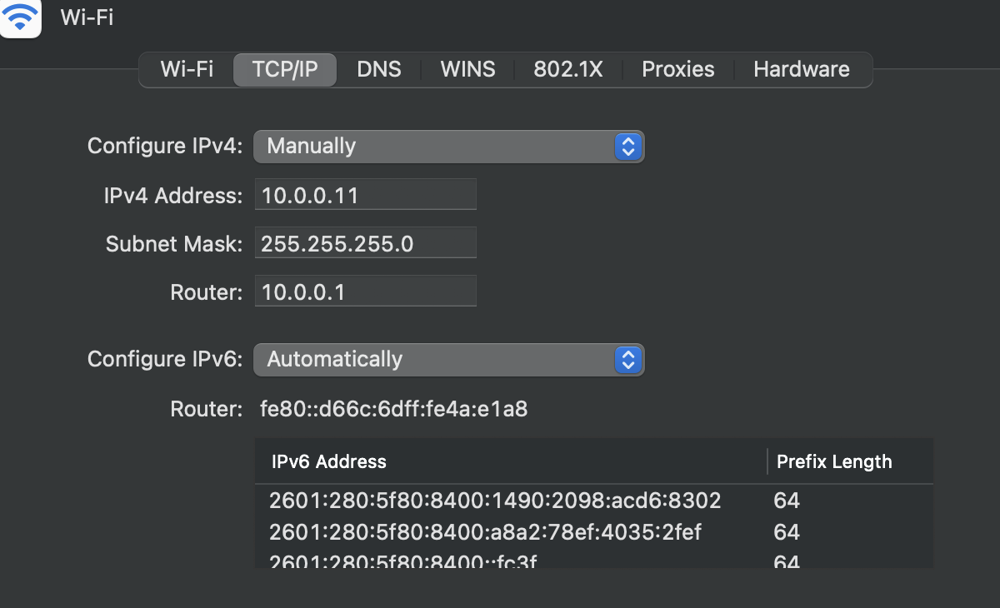 Wi-Fi
Wi-Fi TCP/IP DNS WINS 802.1X Proxies Hardware
Configure IPv4: Manually
IPv4 Address: 10.0.0.11
Subnet Mask: 255.255.255.0
Router: 10.0.0.1
Configure IPv6: Automatically
Router: fe80::d66c:6dff:fe4a:e1a8
IPv6 Address Prefix Length
2601:280:5f80:8400:1490:2098:acd6:8302 64
2601:280:5f80:8400:a8a2:78ef:4035:2fef 64
2601:280:5f80:8400::fc3f 64